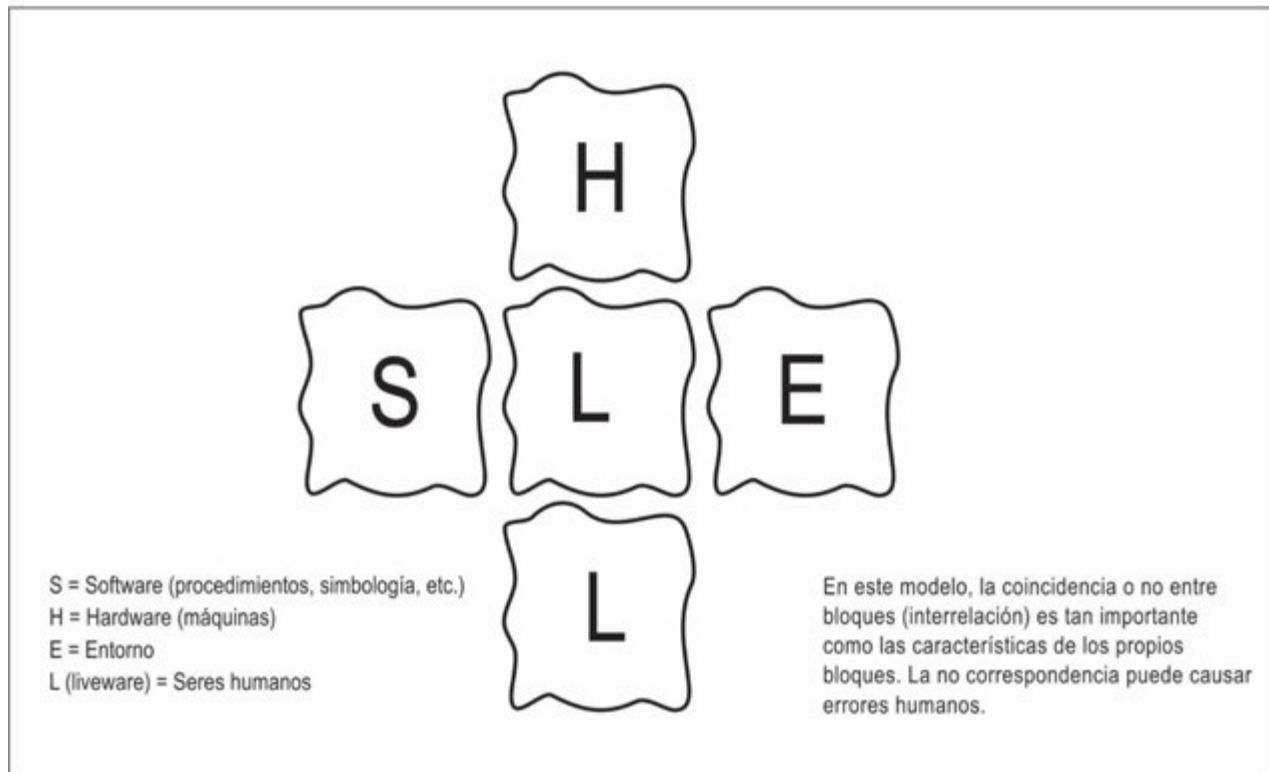 H
S L E
L
S = Software (procedimientos, simbología, etc.)
H = Hardware (máquinas)
E = Entorno
L (liveware) = Seres humanos
En este modelo, la coincidencia o no entre
bloques (interrelación) es tan importante
como las características de los propios
bloques. La no correspondencia puede causar
errores humanos.